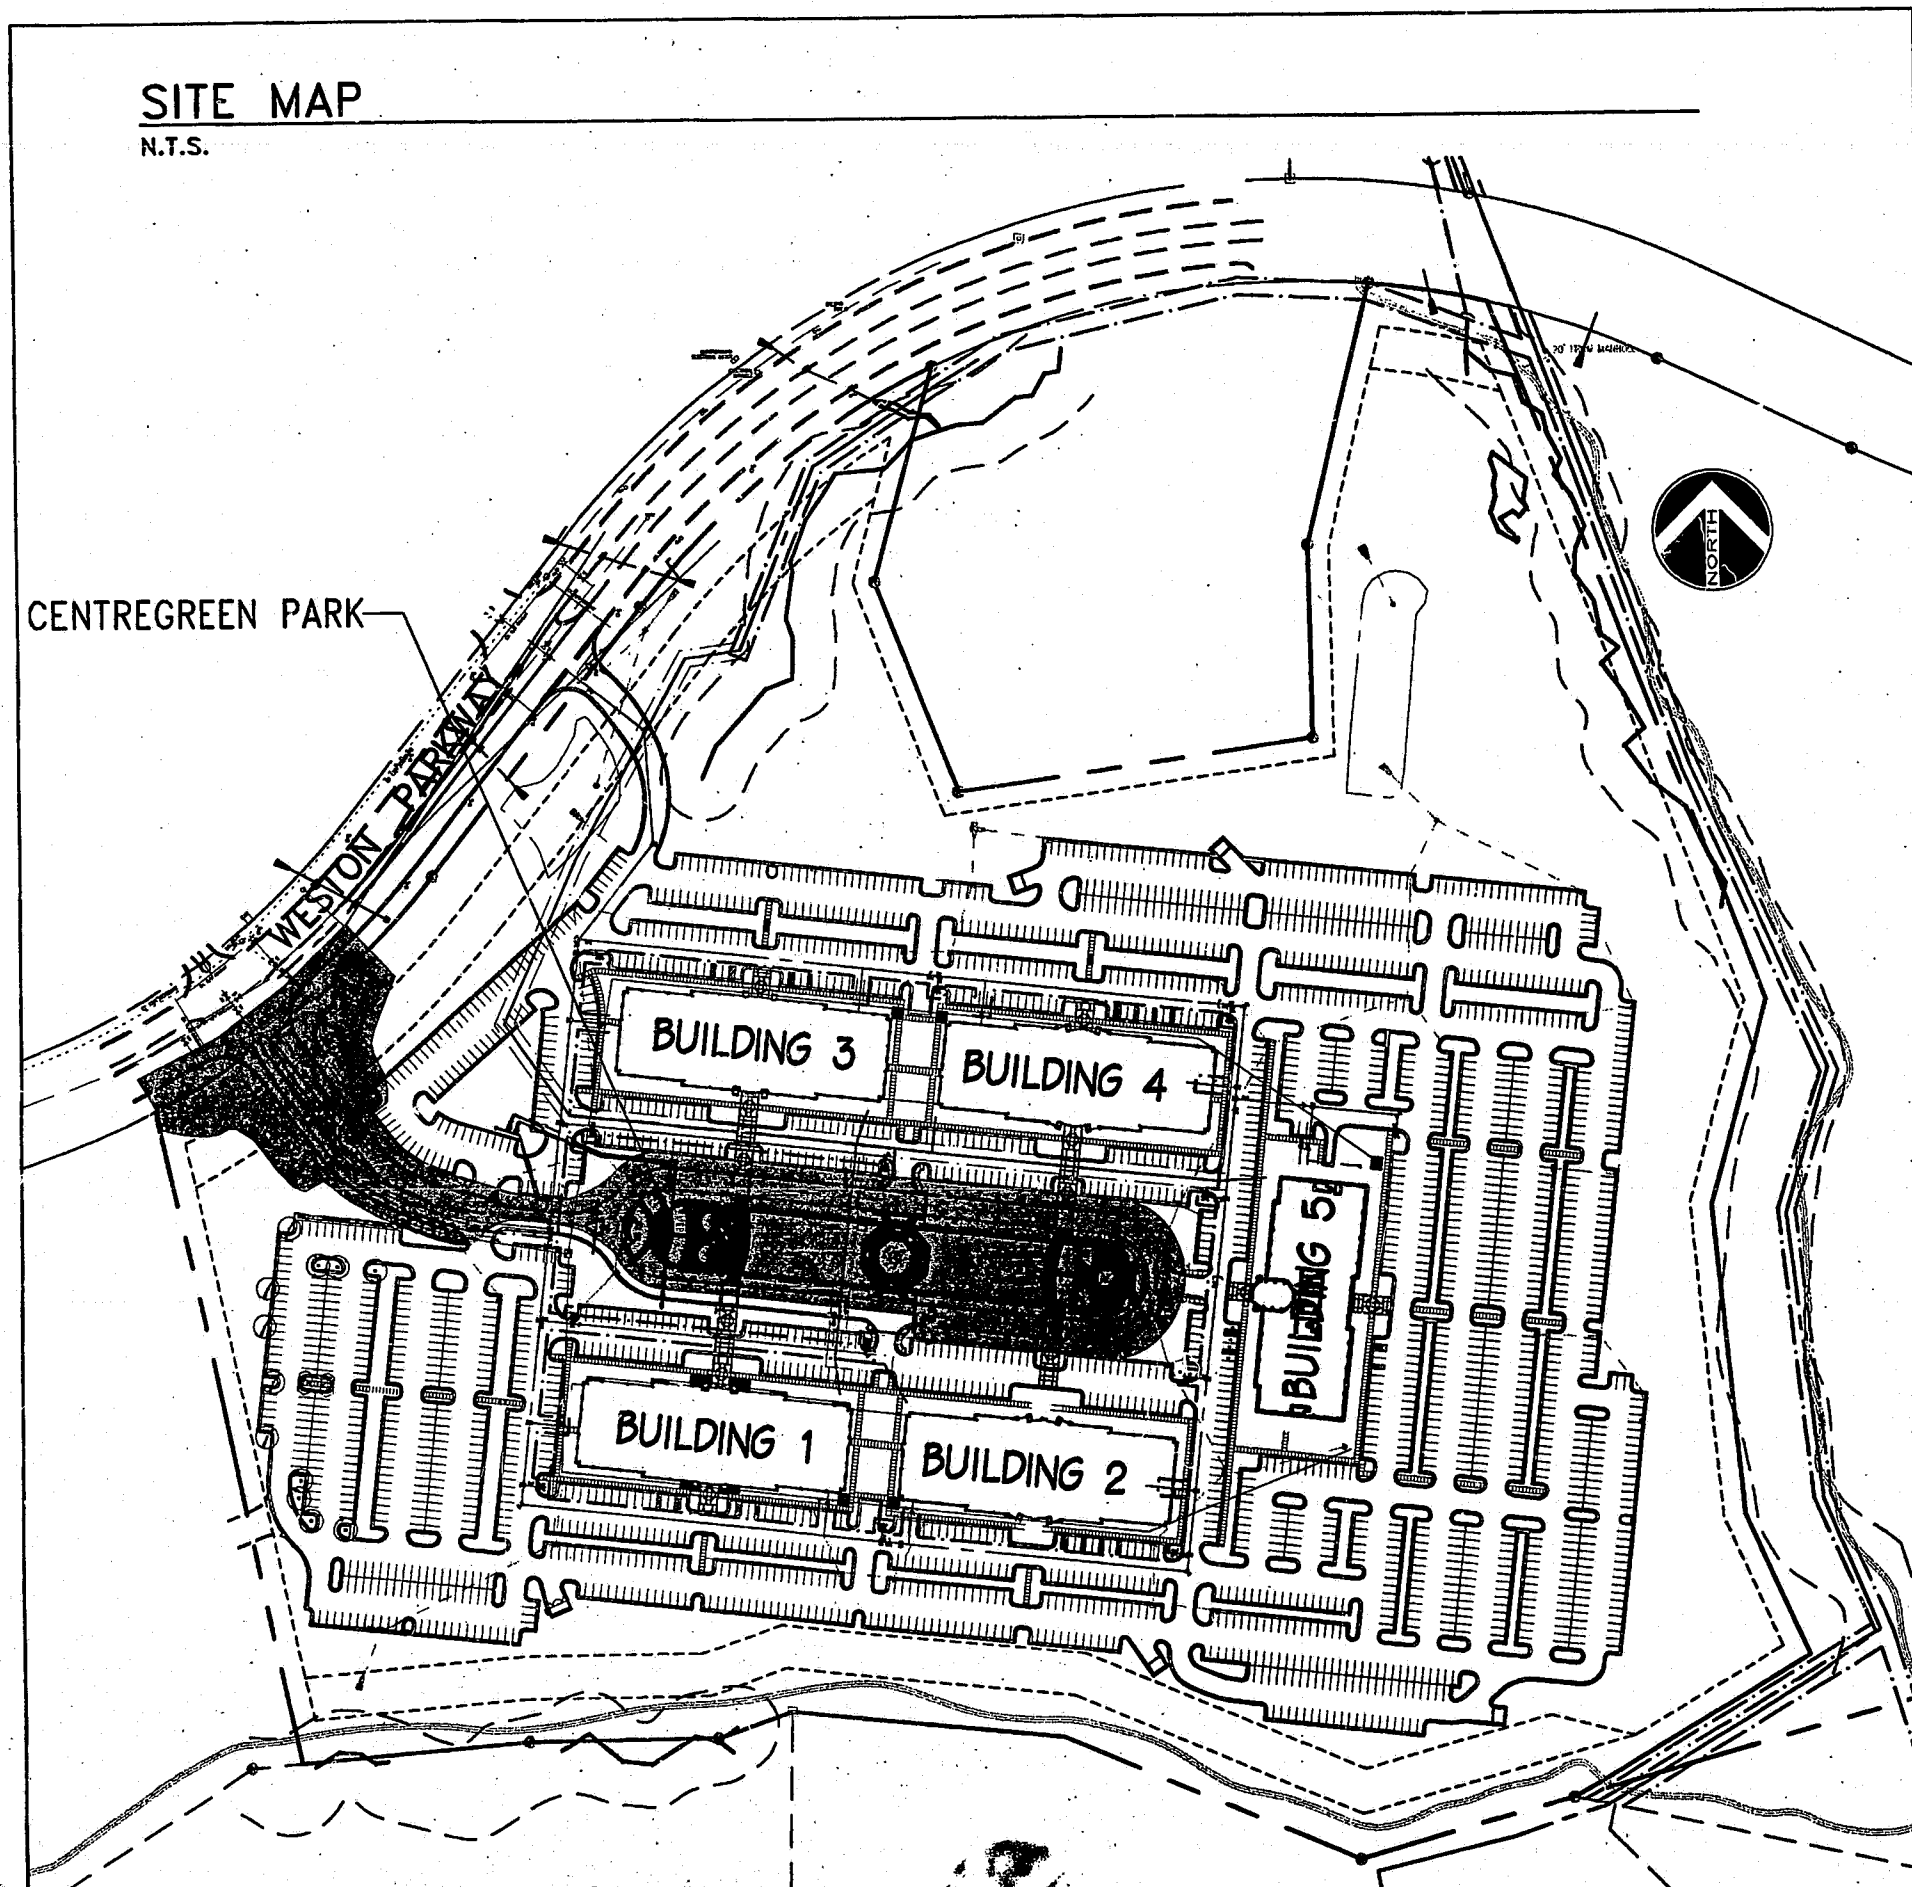 SITE MAP
N.T.S.
NORTH
CENTREGREEN PARK
WESTON PARKWAY
BUILDING 3
BUILDING 4
BUILDING 5
BUILDING 1
BUILDING 2